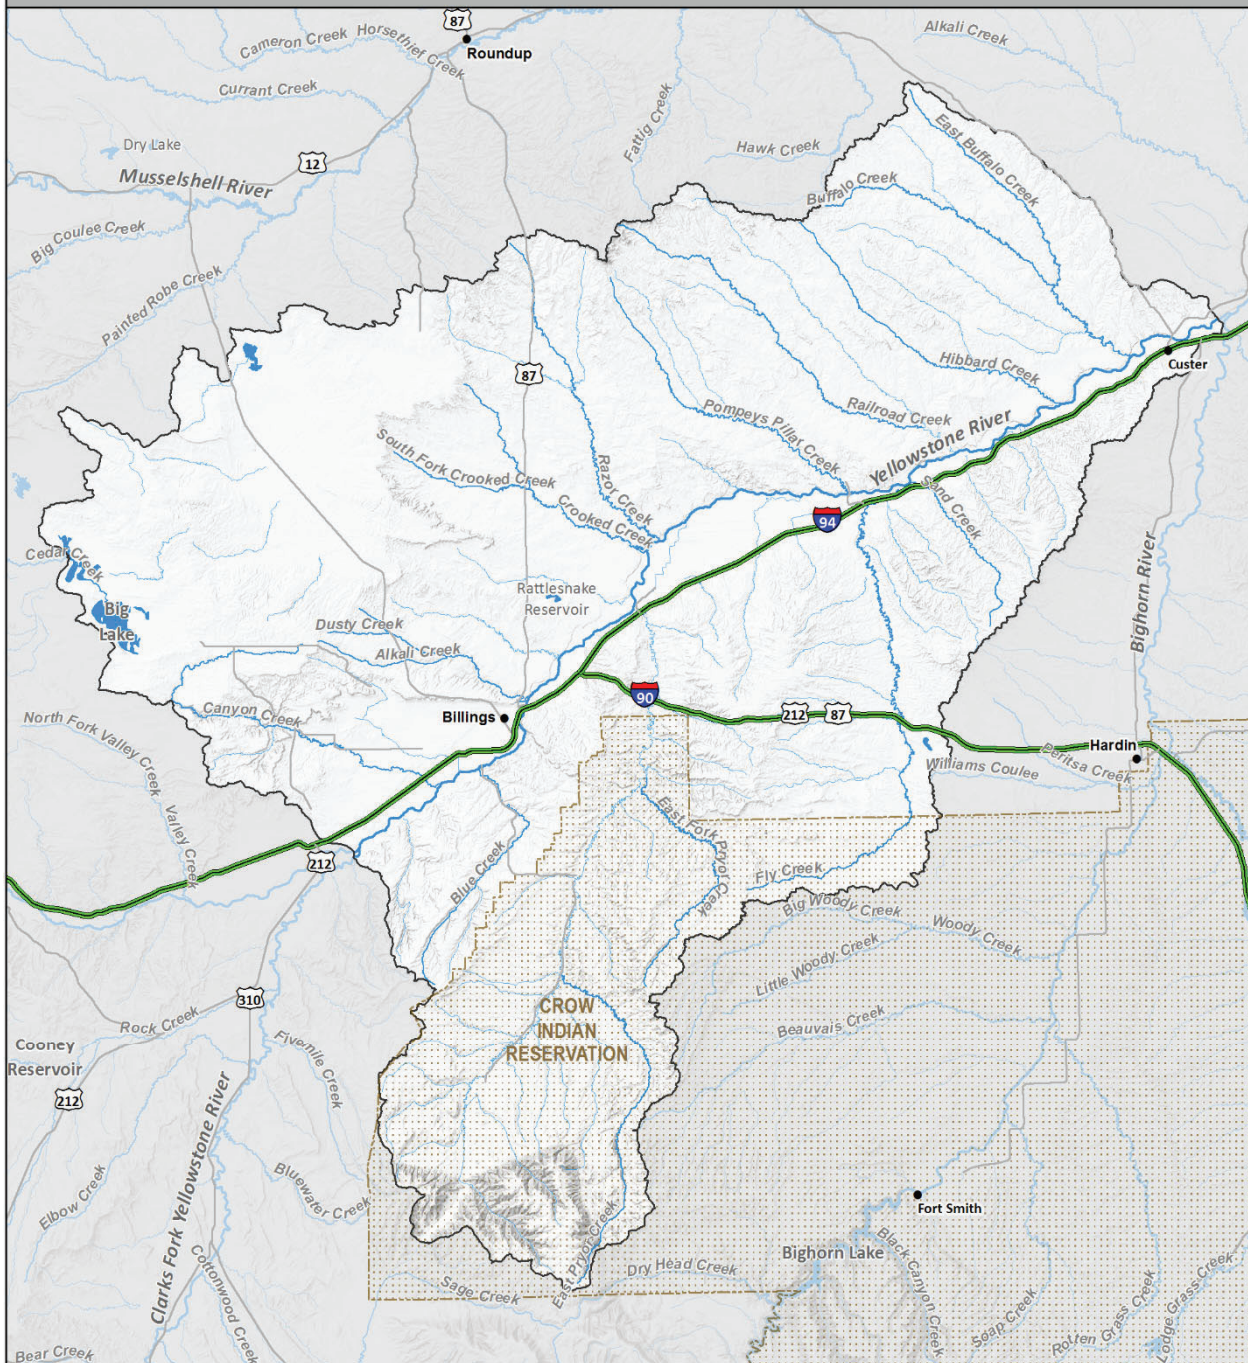 87
Roundup
Cameron Creek
Horsethief Creek
Alkali Creek
Currant Creek
Fattig Creek
East Buffalo Creek
Dry Lake
12
Hawk Creek
Musselshell River
Buffalo Creek
Big Coulee Creek
Painted Robe Creek
87
Hibbard Creek
Custer
Pompeys Pillar Creek
Railroad Creek
Yellowstone River
South Fork Crooked Creek
Razor Creek
Crooked Creek
Sand Creek
94
Cedar Creek
Bighorn River
Rattlesnake
Reservoir
Big
Lake
Dusty Creek
Alkali Creek
90
Canyon Creek
Billings
212
87
North Fork Valley Creek
Hardin
Peritsa Creek
Williams Coulee
Valley Creek
East Fork Pryor Creek
212
Blue Creek
Fly Creek
Big Woody Creek
Woody Creek
Little Woody Creek
310
CROW
INDIAN
RESERVATION
Beauvais Creek
Rock Creek
Cooney
Reservoir
Fivemile Creek
212
Clarks Fork Yellowstone River
Elbow Creek
Bluewater Creek
Fort Smith
East Pryor Creek
Black Canyon Creek
Bighorn Lake
Dry Head Creek
Sage Creek
Cottonwood Creek
Soap Creek
Rotten Grass Creek
Lodge Grass Creek
Bear Creek